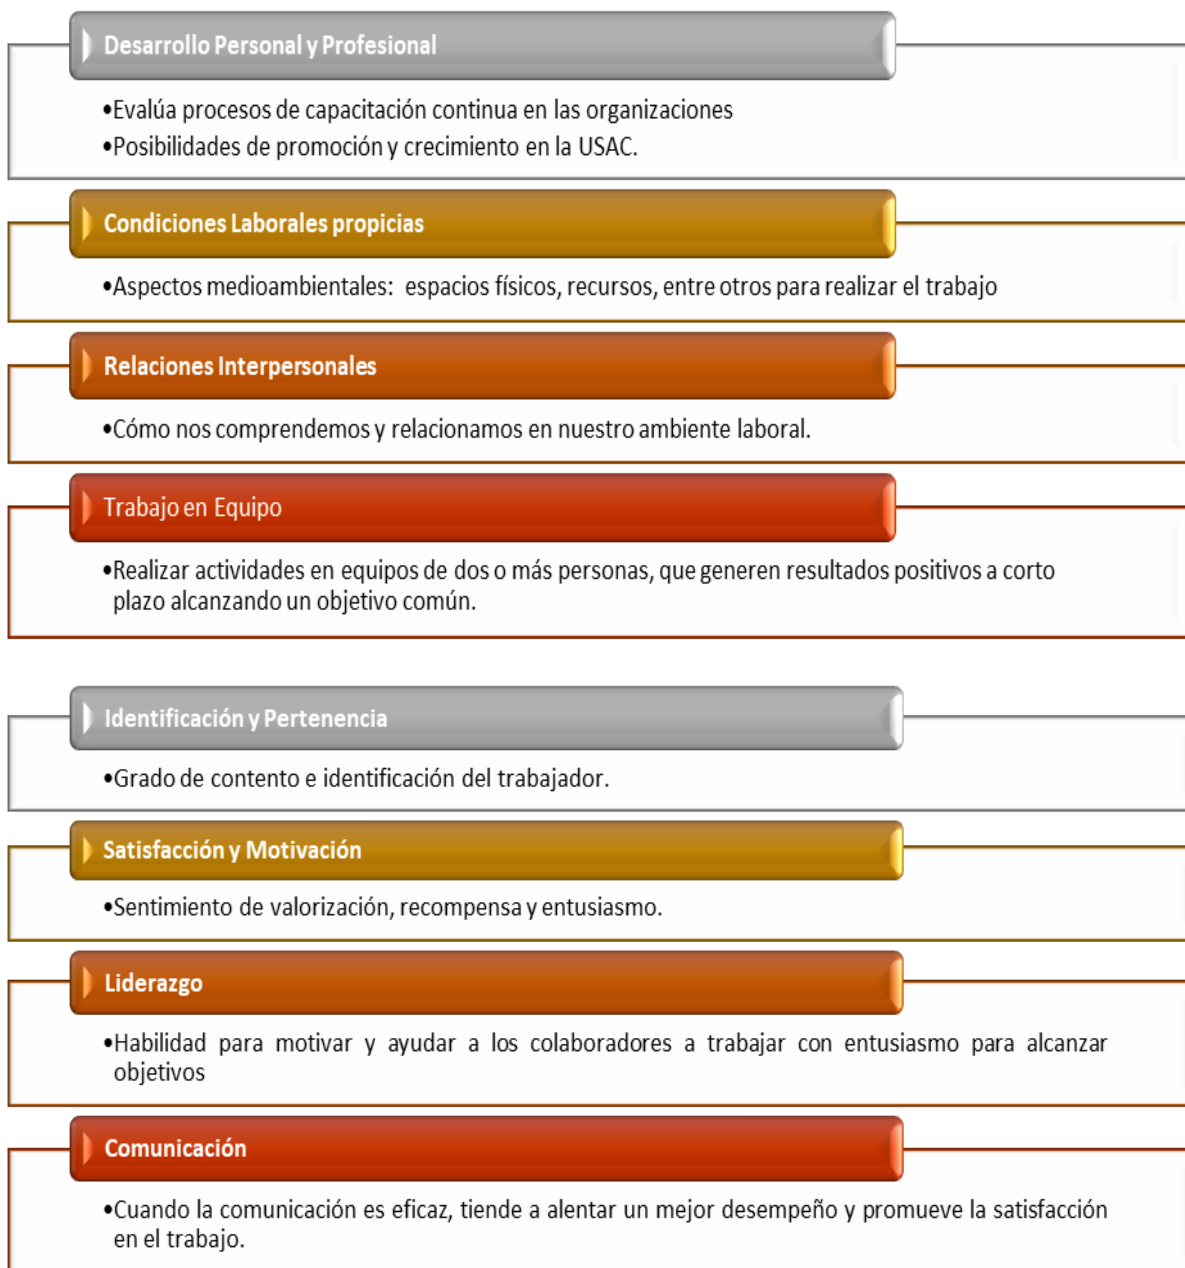 Desarrollo Personal y Profesional
•Evalúa procesos de capacitación continua en las organizaciones
•Posibilidades de promoción y crecimiento en la USAC.
Condiciones Laborales propicias
•Aspectos medioambientales: espacios físicos, recursos, entre otros para realizar el trabajo
Relaciones Interpersonales
•Cómo nos comprendemos y relacionamos en nuestro ambiente laboral.
Trabajo en Equipo
•Realizar actividades en equipos de dos o más personas, que generen resultados positivos a corto
plazo alcanzando un objetivo común.
Identificación y Pertenencia
•Grado de contento e identificación del trabajador.
Satisfacción y Motivación
•Sentimiento de valorización, recompensa y entusiasmo.
Liderazgo
•Habilidad para motivar y ayudar a los colaboradores a trabajar con entusiasmo para alcanzar
objetivos
Comunicación
•Cuando la comunicación es eficaz, tiende a alentar un mejor desempeño y promueve la satisfacción
en el trabajo.